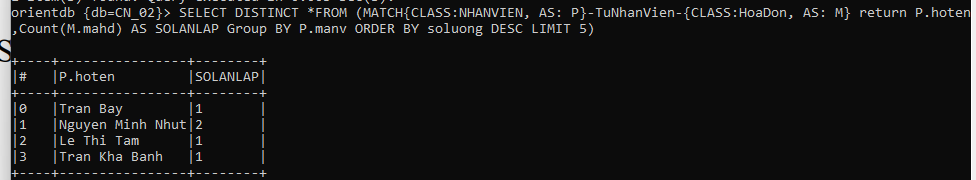 orientdb {db=CN_02}> SELECT DISTINCT *FROM (MATCH{CLASS:NHANVIEN, AS: P}-TuNhanVien-{CLASS:HoaDon, AS: M} return P.hoten
,Count(M.mahd) AS SOLANLAP Group BY P.manv ORDER BY soluong DESC LIMIT 5)
+----+----------------+--------+
|# |P.hoten |SOLANLAP|
+----+----------------+--------+
|0 |Tran Bay |1 |
|1 |Nguyen Minh Nhut|2 |
|2 |Le Thi Tam |1 |
|3 |Tran Kha Banh |1 |
+----+----------------+--------+